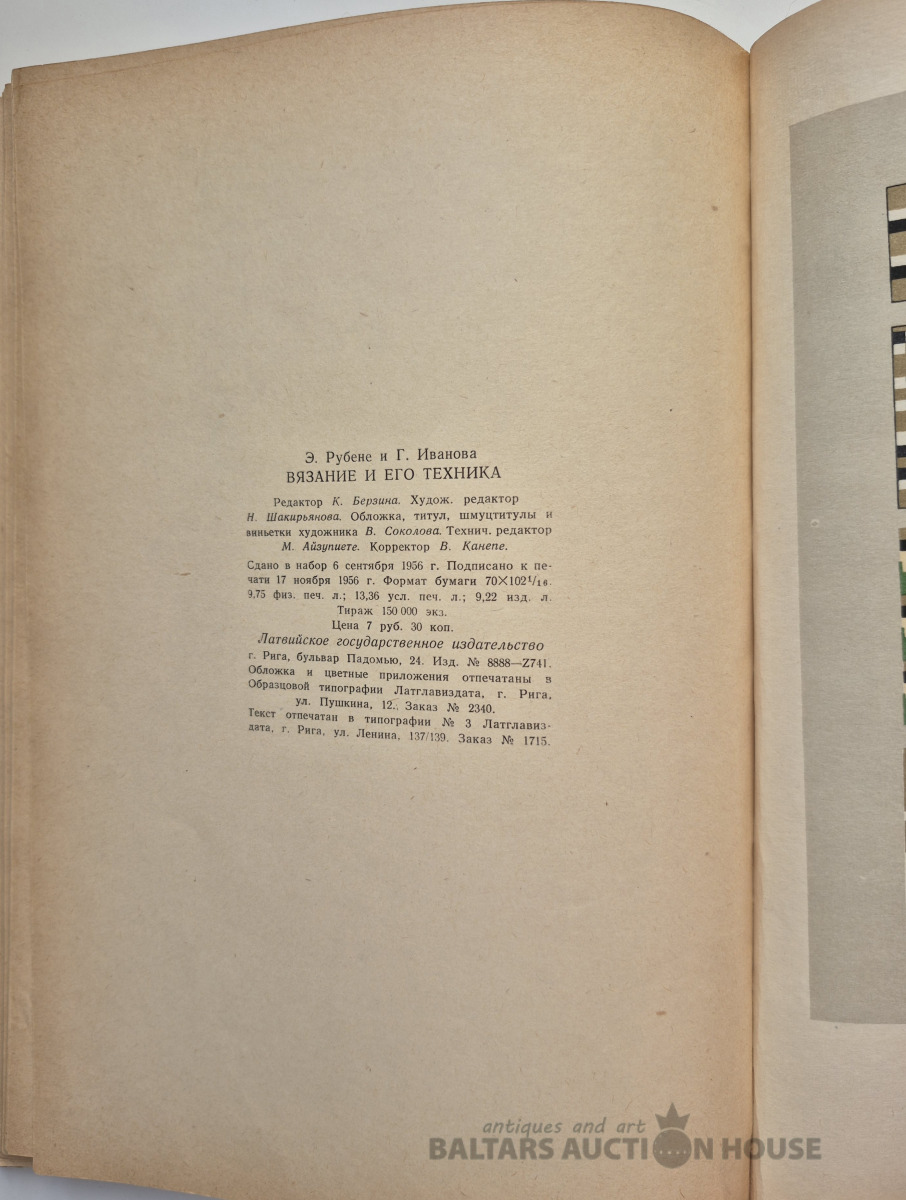 Э. Рубене и Г. Иванова
ВЯЗАНИЕ И ЕГО ТЕХНИКА
Редактор К. Берзина. Худож. редактор
Н. Шакирьянова. Обложка, титул, шмуцтитулы и
виньетки художника В. Соколова. Технич. редактор
М. Айзупиете. Корректор В. Канепе.
Сдано в набор 6 сентября 1956 г. Подписано к пе-
чати 17 ноября 1956 г. Формат бумаги 70×102¹/₁₆.
9,75 физ. печ. л.; 13,36 усл. печ. л.; 9,22 изд. л.
Тираж 150 000 экз.
Цена 7 руб. 30 коп.
Латвийское государственное издательство
г. Рига, бульвар Падомью, 24. Изд. № 8888—Z741.
Обложка и цветные приложения отпечатаны в
Образцовой типографии Латглавиздата, г. Рига,
ул. Пушкина, 12. Заказ № 2340.
Текст отпечатан в типографии № 3 Латглавиз-
дата, г. Рига, ул. Ленина, 137/139. Заказ № 1715.
antiques and art
BALTARS AUCTION HOUSE